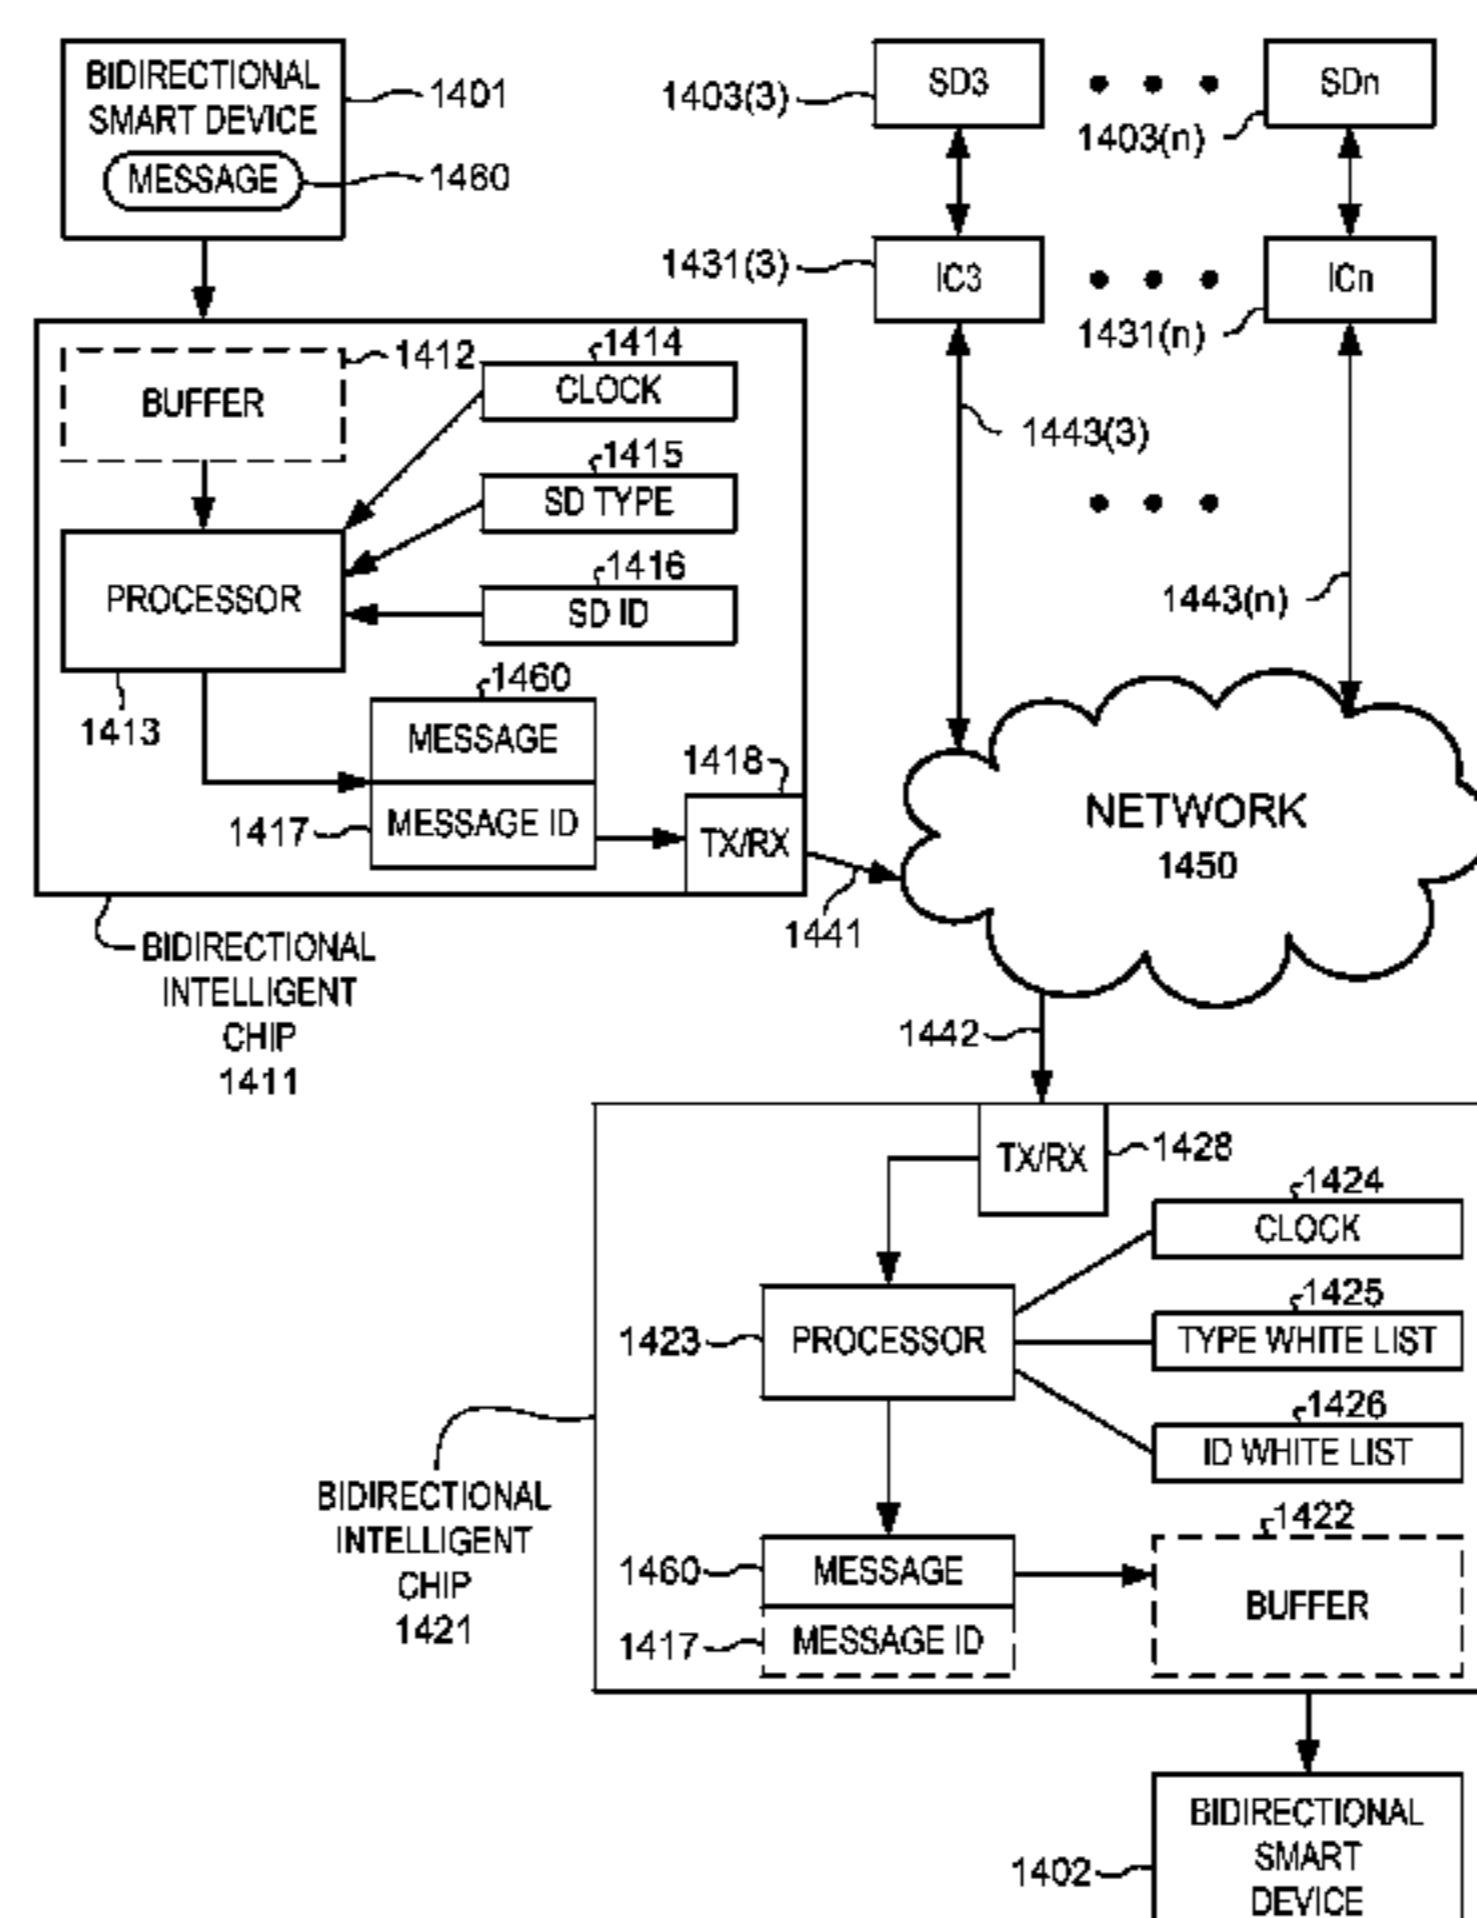 BIDIRECTIONAL
SMART DEVICE
MESSAGE
1401
1460
SD3
1403(3)
SDn
1403(n)
IC3
1431(3)
ICn
1431(n)
1443(3)
1443(n)
1412
BUFFER
1414
CLOCK
1415
SD TYPE
1416
SD ID
PROCESSOR
1413
1460
MESSAGE
1417
MESSAGE ID
1418
TX/RX
1441
NETWORK
1450
BIDIRECTIONAL
INTELLIGENT
CHIP
1411
1442
TX/RX
1428
1424
CLOCK
1425
TYPE WHITE LIST
1426
ID WHITE LIST
1423
PROCESSOR
BIDIRECTIONAL
INTELLIGENT
CHIP
1421
1460
MESSAGE
1417
MESSAGE ID
1422
BUFFER
1402
BIDIRECTIONAL
SMART
DEVICE